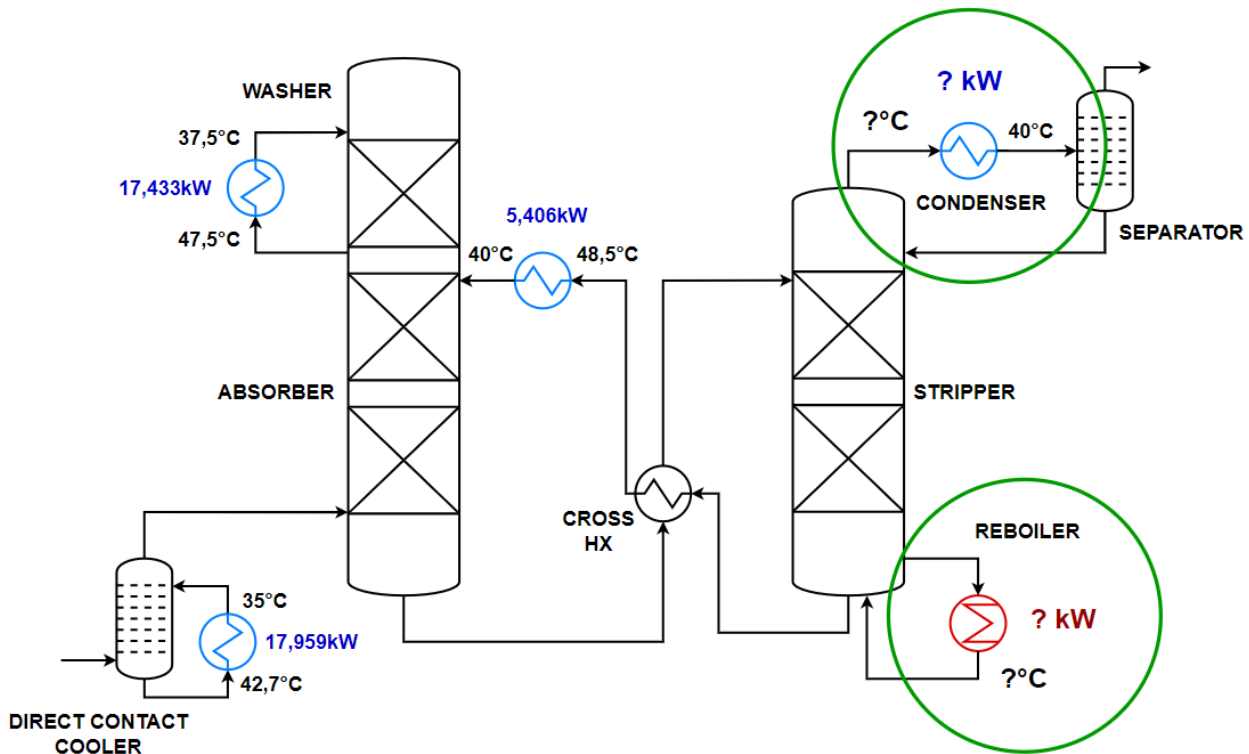 WASHER
37,5°C
17,433kW
47,5°C
ABSORBER
5,406kW
40°C
48,5°C
? kW
?°C
40°C
CONDENSER
SEPARATOR
STRIPPER
CROSS
HX
REBOILER
? kW
?°C
35°C
17,959kW
42,7°C
DIRECT CONTACT
COOLER